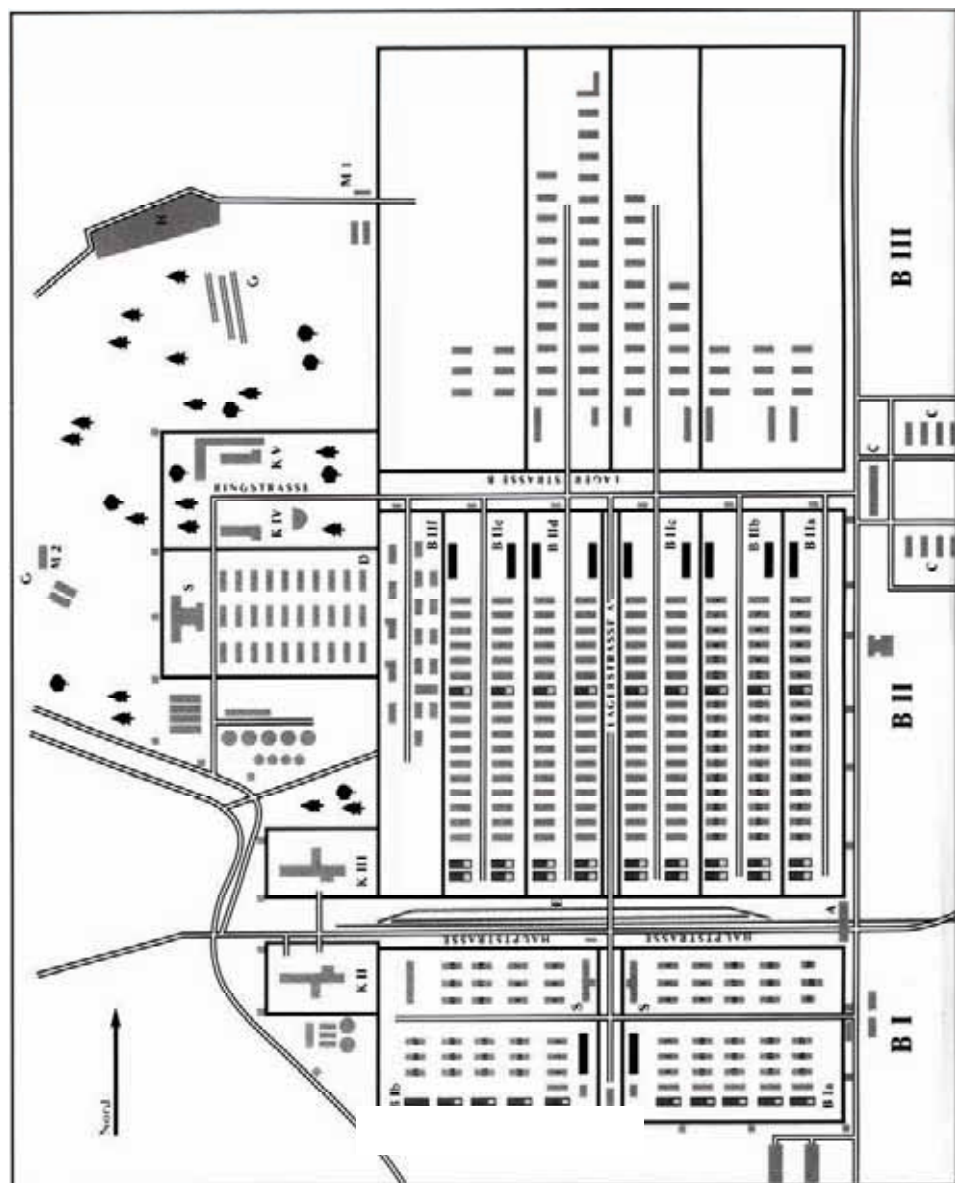 M 1
H
G
B III
K V
RINGSTRASSE
K IV
LAGERSTRASSE B
C
C
C
G
M 2
S
D
B IIf
B IIe
B IId
B IIc
B IIb
B IIa
LAGERSTRASSE A
B II
K III
E
A
HAUPTSTRASSE
HAUPTSTRASSE
K II
S
S
B I
Nord
B Ia